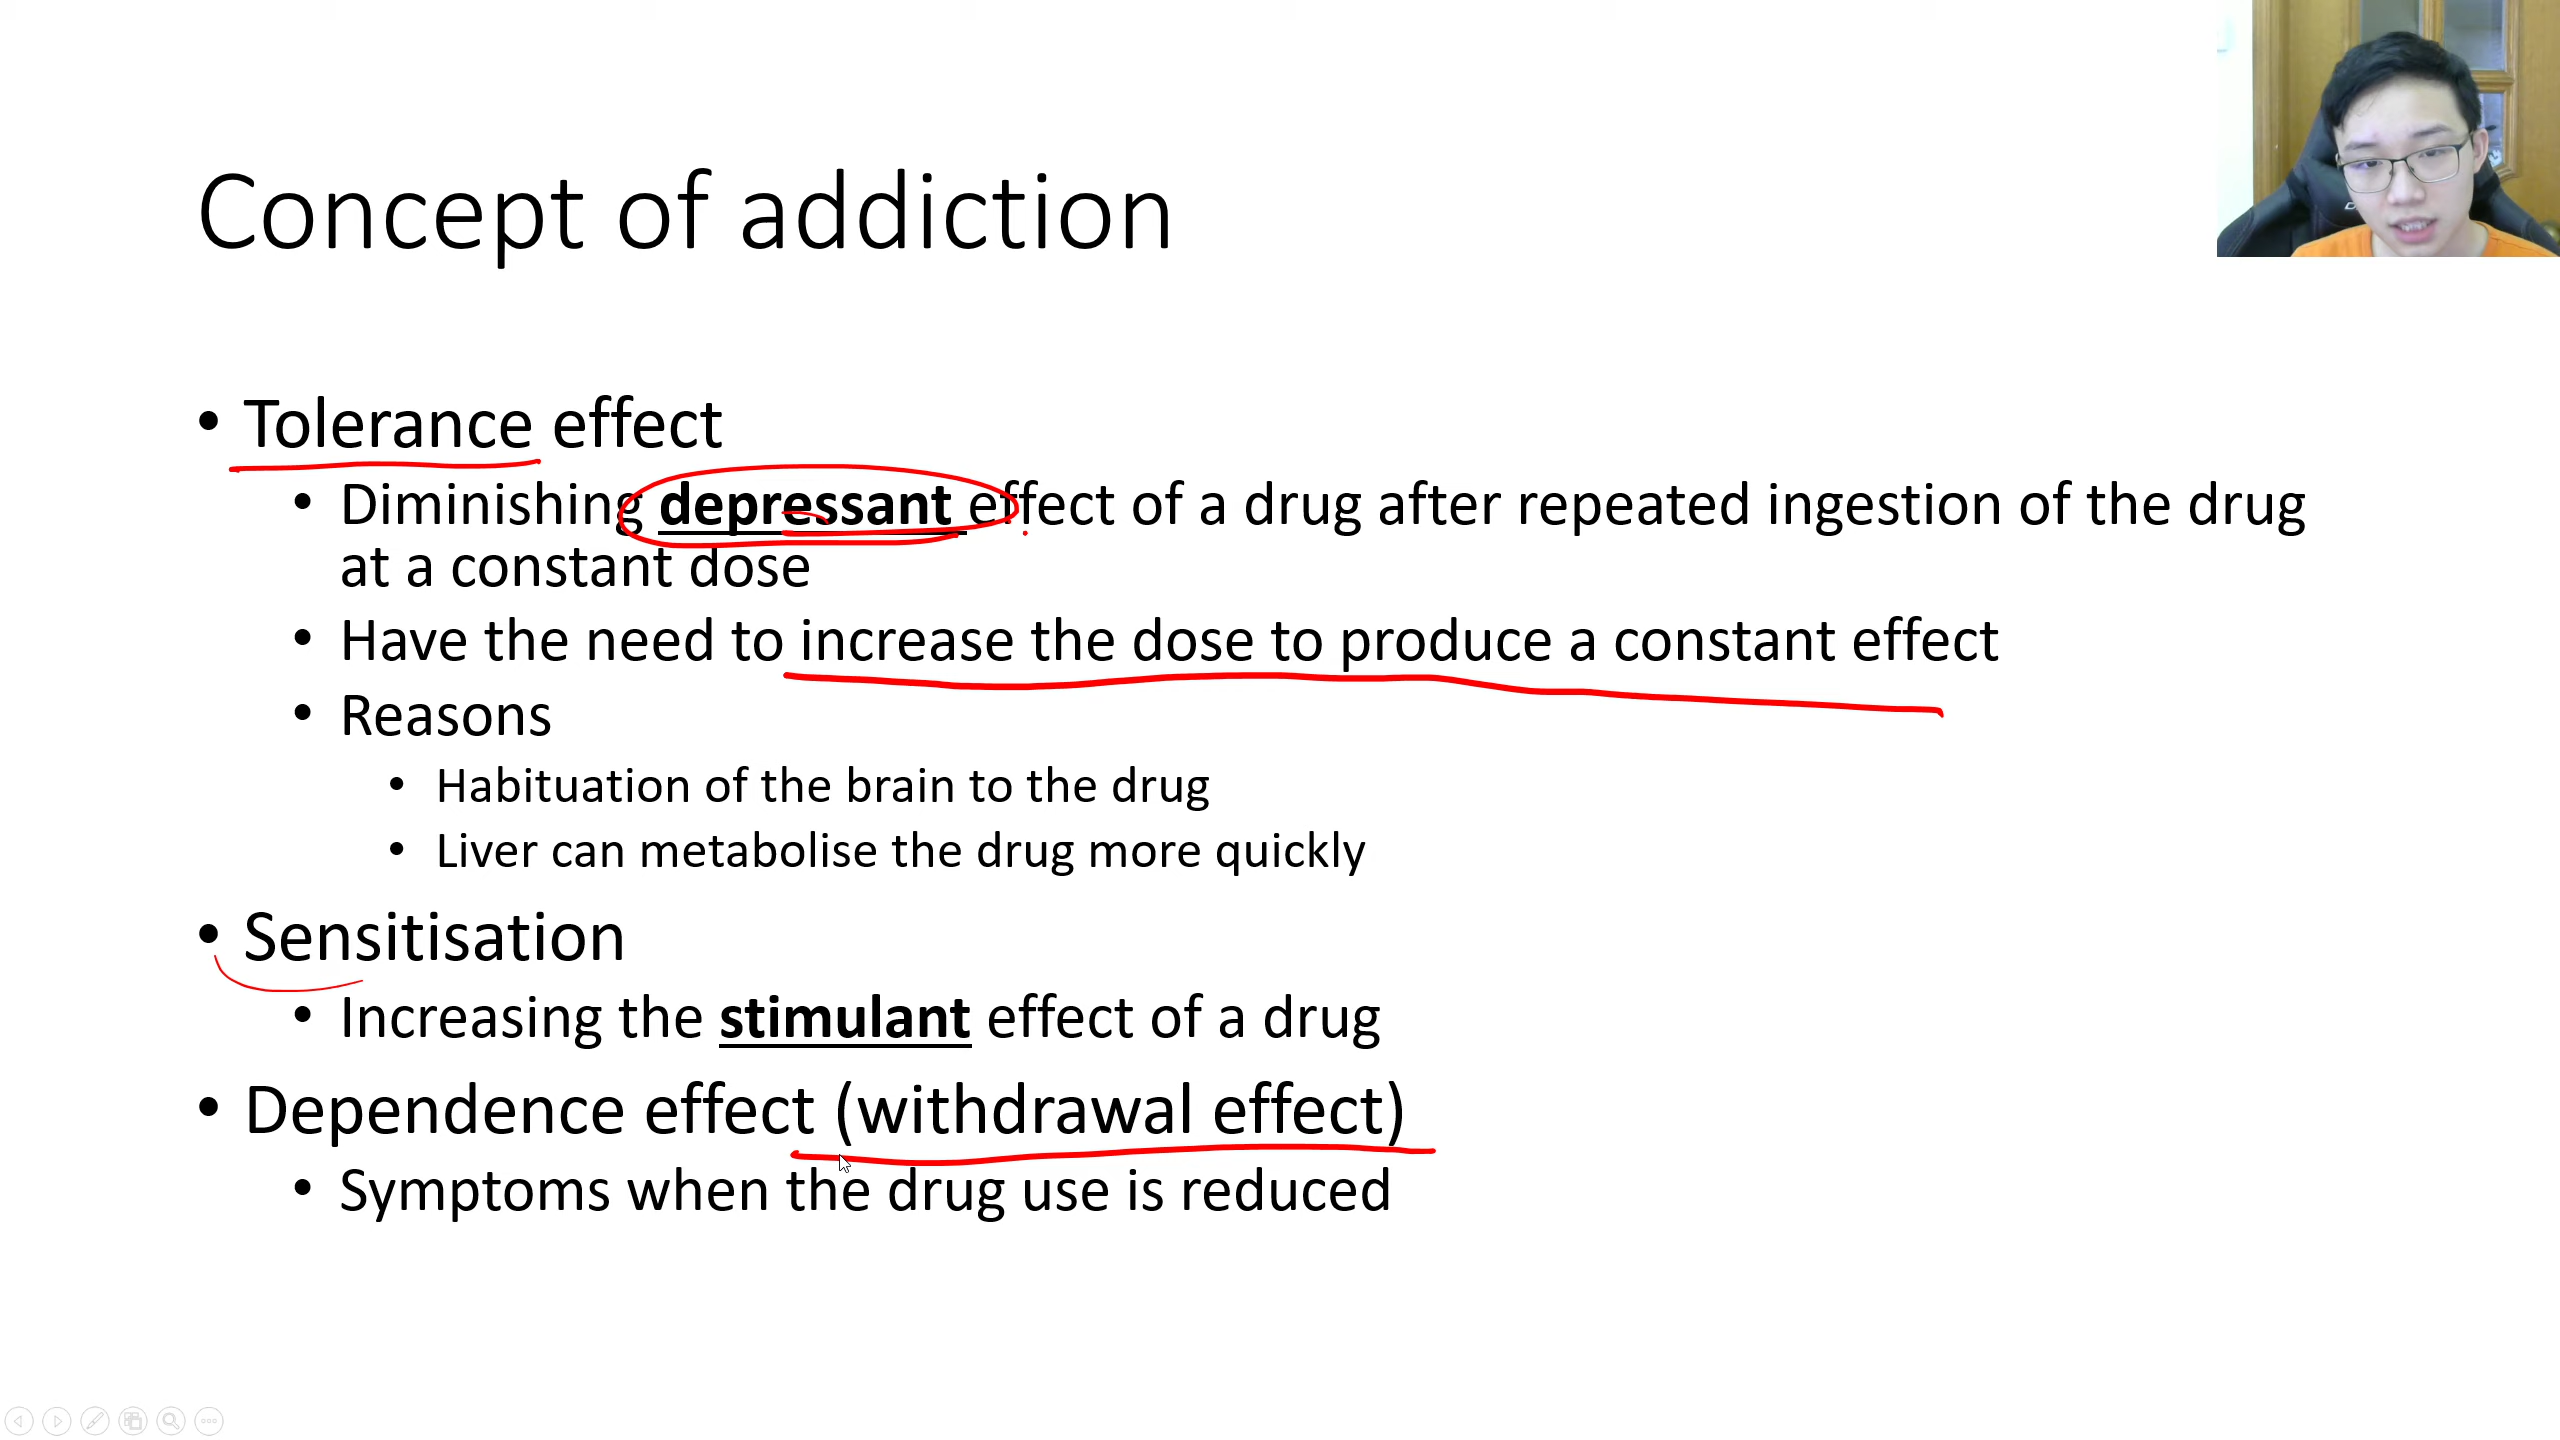 Concept of addiction
• Tolerance effect
• Diminishing depressant effect of a drug after repeated ingestion of the drug
at a constant dose
• Have the need to increase the dose to produce a constant effect
• Reasons
• Habituation of the brain to the drug
• Liver can metabolise the drug more quickly
• Sensitisation
• Increasing the stimulant effect of a drug
• Dependence effect (withdrawal effect)
• Symptoms when the drug use is reduced